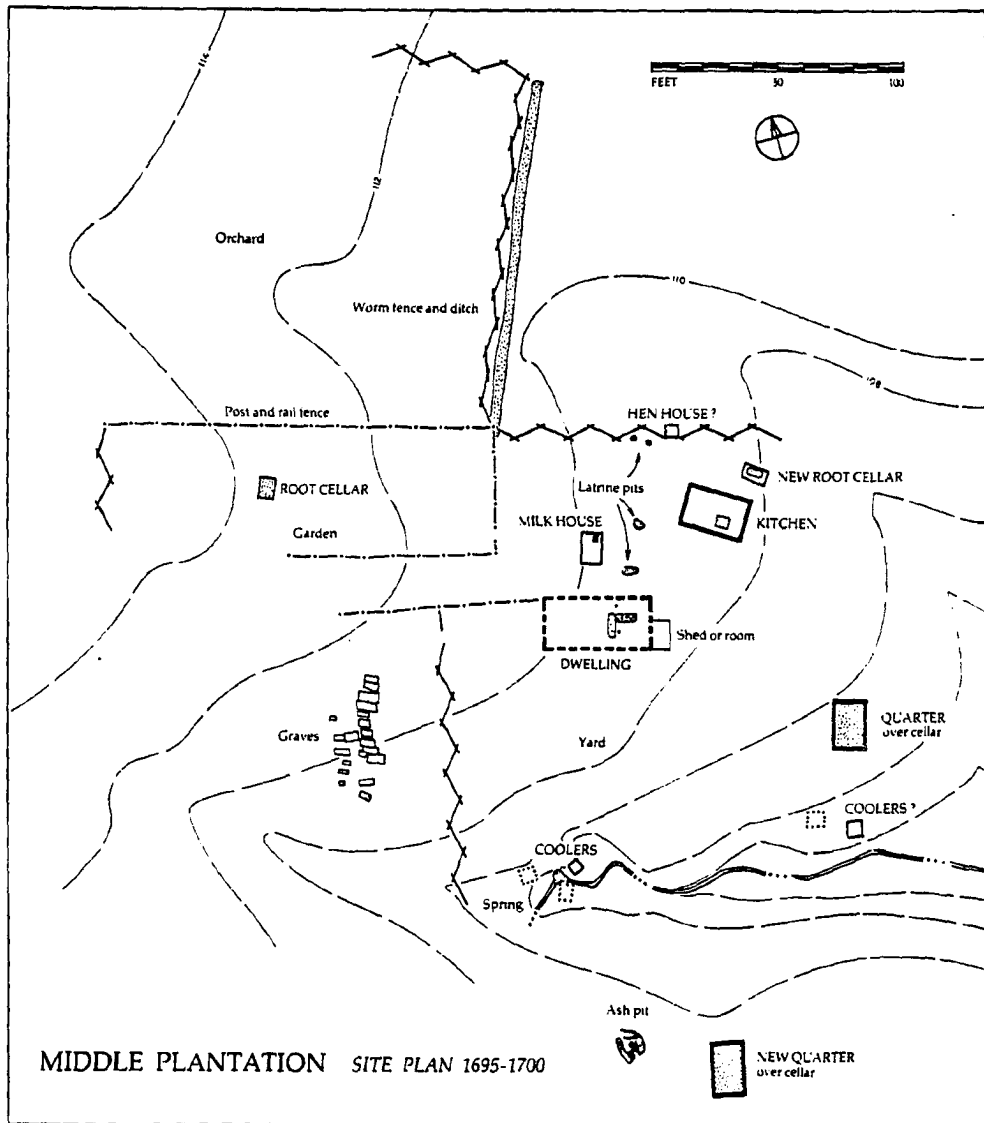 114
FEET 50 100
112
Orchard
110
Worm fence and ditch
108
Post and rail fence
HEN HOUSE ?
NEW ROOT CELLAR
ROOT CELLAR
Latrine pits
MILK HOUSE
KITCHEN
Garden
Shed or room
DWELLING
QUARTER
over cellar
Graves
Yard
COOLERS ?
COOLERS
Spring
Ash pit
MIDDLE PLANTATION SITE PLAN 1695-1700
NEW QUARTER
over cellar